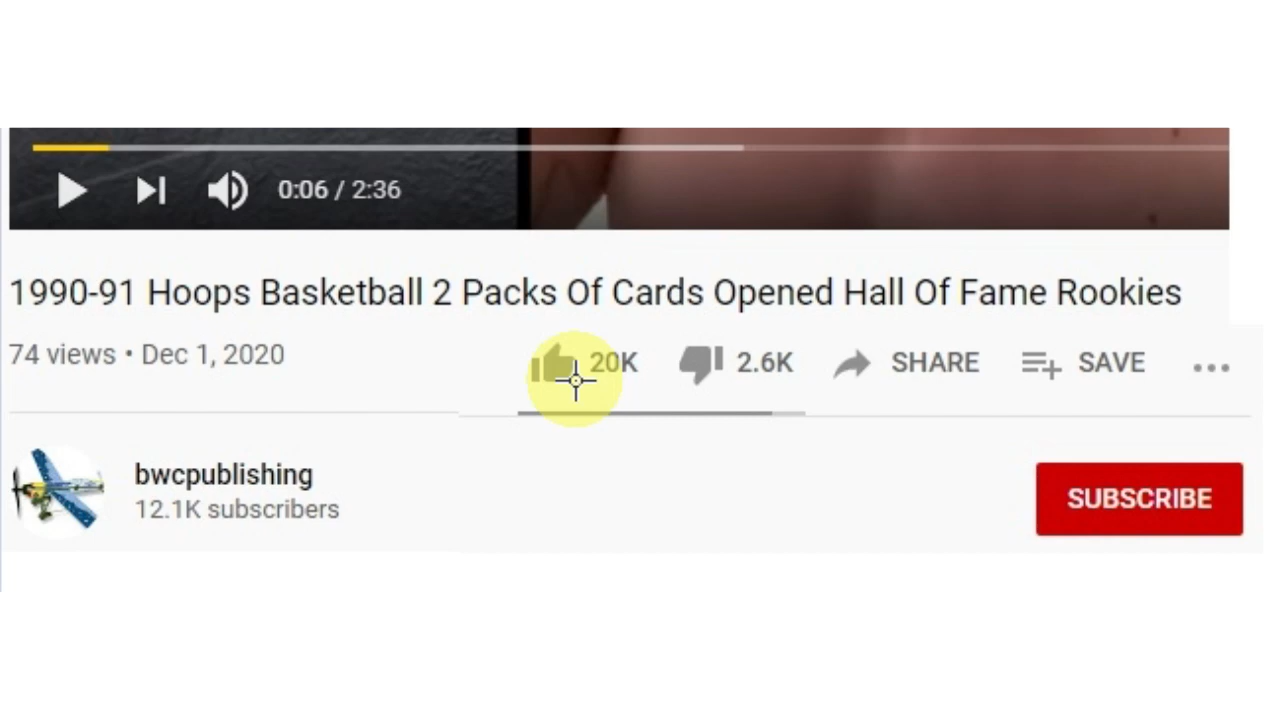 0:06 / 2:36
1990-91 Hoops Basketball 2 Packs Of Cards Opened Hall Of Fame Rookies
74 views • Dec 1, 2020
20K 2.6K SHARE SAVE
bwcpublishing
12.1K subscribers
SUBSCRIBE